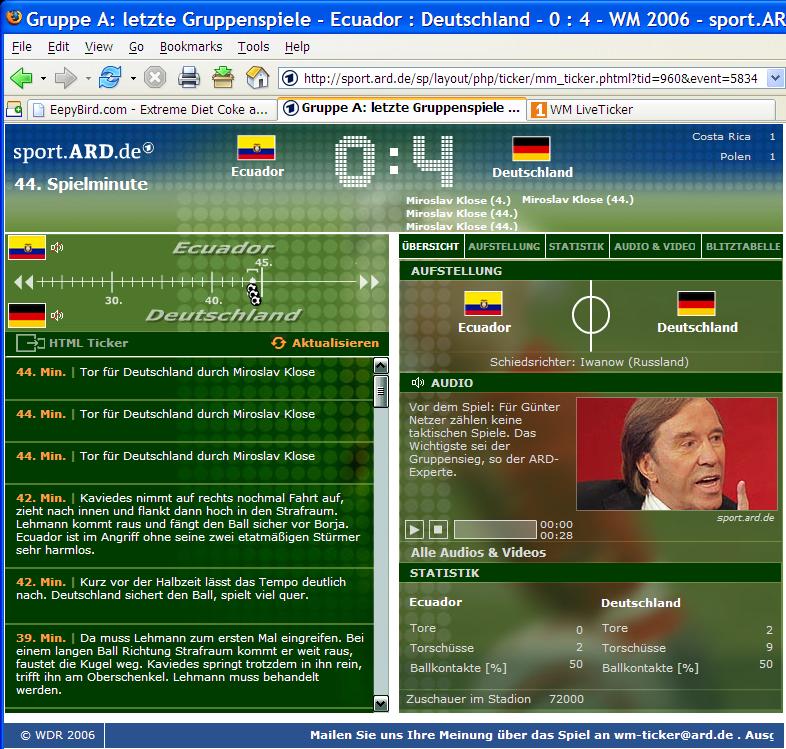 Gruppe A: letzte Gruppenspiele - Ecuador : Deutschland - 0 : 4 - WM 2006 - sport.AR
File Edit View Go Bookmarks Tools Help
http://sport.ard.de/sp/layout/php/ticker/mm_ticker.phtml?tid=960&event=5834
EepyBird.com - Extreme Diet Coke a... Gruppe A: letzte Gruppenspiele ... 1 WM LiveTicker
sport.ARD.de
44. Spielminute
Ecuador
0:4
Deutschland
Costa Rica 1
Polen 1
Miroslav Klose (4.) Miroslav Klose (44.)
Miroslav Klose (44.)
Miroslav Klose (44.)
Ecuador
45.
30. 40.
Deutschland
HTML Ticker Aktualisieren
44. Min. | Tor für Deutschland durch Miroslav Klose
44. Min. | Tor für Deutschland durch Miroslav Klose
44. Min. | Tor für Deutschland durch Miroslav Klose
42. Min. | Kaviedes nimmt auf rechts nochmal Fahrt auf,
zieht nach innen und flankt dann hoch in den Strafraum.
Lehmann kommt raus und fängt den Ball sicher vor Borja.
Ecuador ist im Angriff ohne seine zwei etatmäßigen Stürmer
sehr harmlos.
42. Min. | Kurz vor der Halbzeit lässt das Tempo deutlich
nach. Deutschland sichert den Ball, spielt viel quer.
39. Min. | Da muss Lehmann zum ersten Mal eingreifen. Bei
einem langen Ball Richtung Strafraum kommt er weit raus,
faustet die Kugel weg. Kaviedes springt trotzdem in ihn rein,
trifft ihn am Oberschenkel. Lehmann muss behandelt
werden.
ÜBERSICHT AUFSTELLUNG STATISTIK AUDIO & VIDEO BLITZTABELLE
AUFSTELLUNG
Ecuador Deutschland
Schiedsrichter: Iwanow (Russland)
AUDIO
Vor dem Spiel: Für Günter
Netzer zählen keine
taktischen Spiele. Das
Wichtigste sei der
Gruppensieg, so der ARD-
Experte.
sport.ard.de
00:00
00:28
Alle Audios & Videos
STATISTIK
Ecuador Deutschland
Tore 0 Tore 2
Torschüsse 2 Torschüsse 9
Ballkontakte [%] 50 Ballkontakte [%] 50
Zuschauer im Stadion 72000
© WDR 2006 Mailen Sie uns Ihre Meinung über das Spiel an wm-ticker@ard.de . Ausg